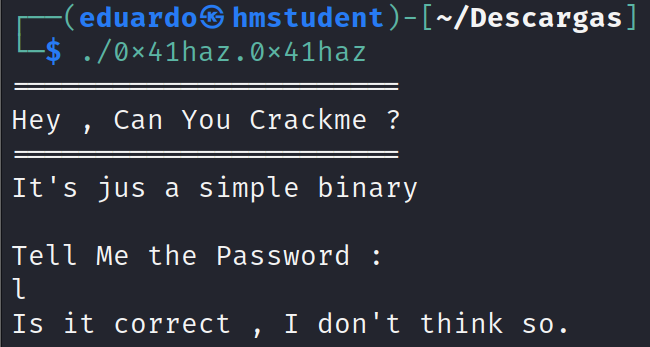 ┌──(eduardo㉿hmstudent)-[~/Descargas]
└─$ ./0×41haz.0×41haz
=======================
Hey , Can You Crackme ?
=======================
It's jus a simple binary
Tell Me the Password :
l
Is it correct , I don't think so.